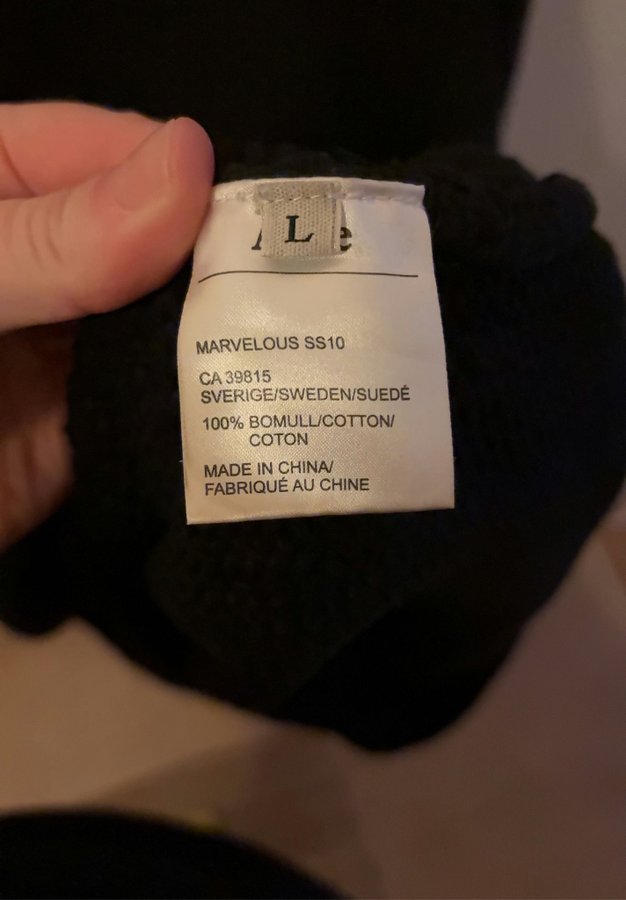 L
MARVELOUS SS10
CA 39815
SVERIGE/SWEDEN/SUEDÉ
100% BOMULL/COTTON/
COTON
MADE IN CHINA/
FABRIQUÉ AU CHINE